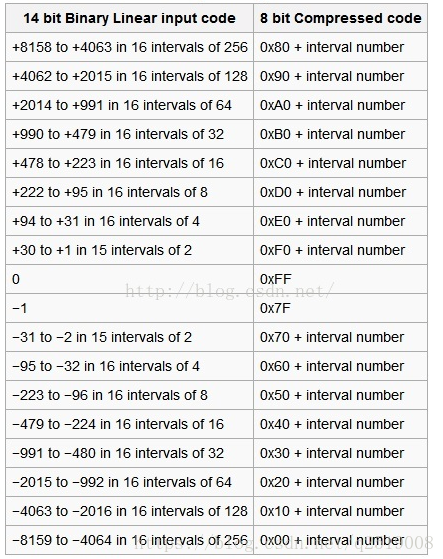 14 bit Binary Linear input code 8 bit Compressed code
+8158 to +4063 in 16 intervals of 256 0x80 + interval number
+4062 to +2015 in 16 intervals of 128 0x90 + interval number
+2014 to +991 in 16 intervals of 64 0xA0 + interval number
+990 to +479 in 16 intervals of 32 0xB0 + interval number
+478 to +223 in 16 intervals of 16 0xC0 + interval number
+222 to +95 in 16 intervals of 8 0xD0 + interval number
+94 to +31 in 16 intervals of 4 0xE0 + interval number
+30 to +1 in 15 intervals of 2 0xF0 + interval number
0 0xFF
http://blog.csdn.net/
−1 0x7F
−31 to −2 in 15 intervals of 2 0x70 + interval number
−95 to −32 in 16 intervals of 4 0x60 + interval number
−223 to −96 in 16 intervals of 8 0x50 + interval number
−479 to −224 in 16 intervals of 16 0x40 + interval number
−991 to −480 in 16 intervals of 32 0x30 + interval number
−2015 to −992 in 16 intervals of 64 0x20 + interval number
−4063 to −2016 in 16 intervals of 128 0x10 + interval number
−8159 to −4064 in 16 intervals of 256 0x00 + interval number